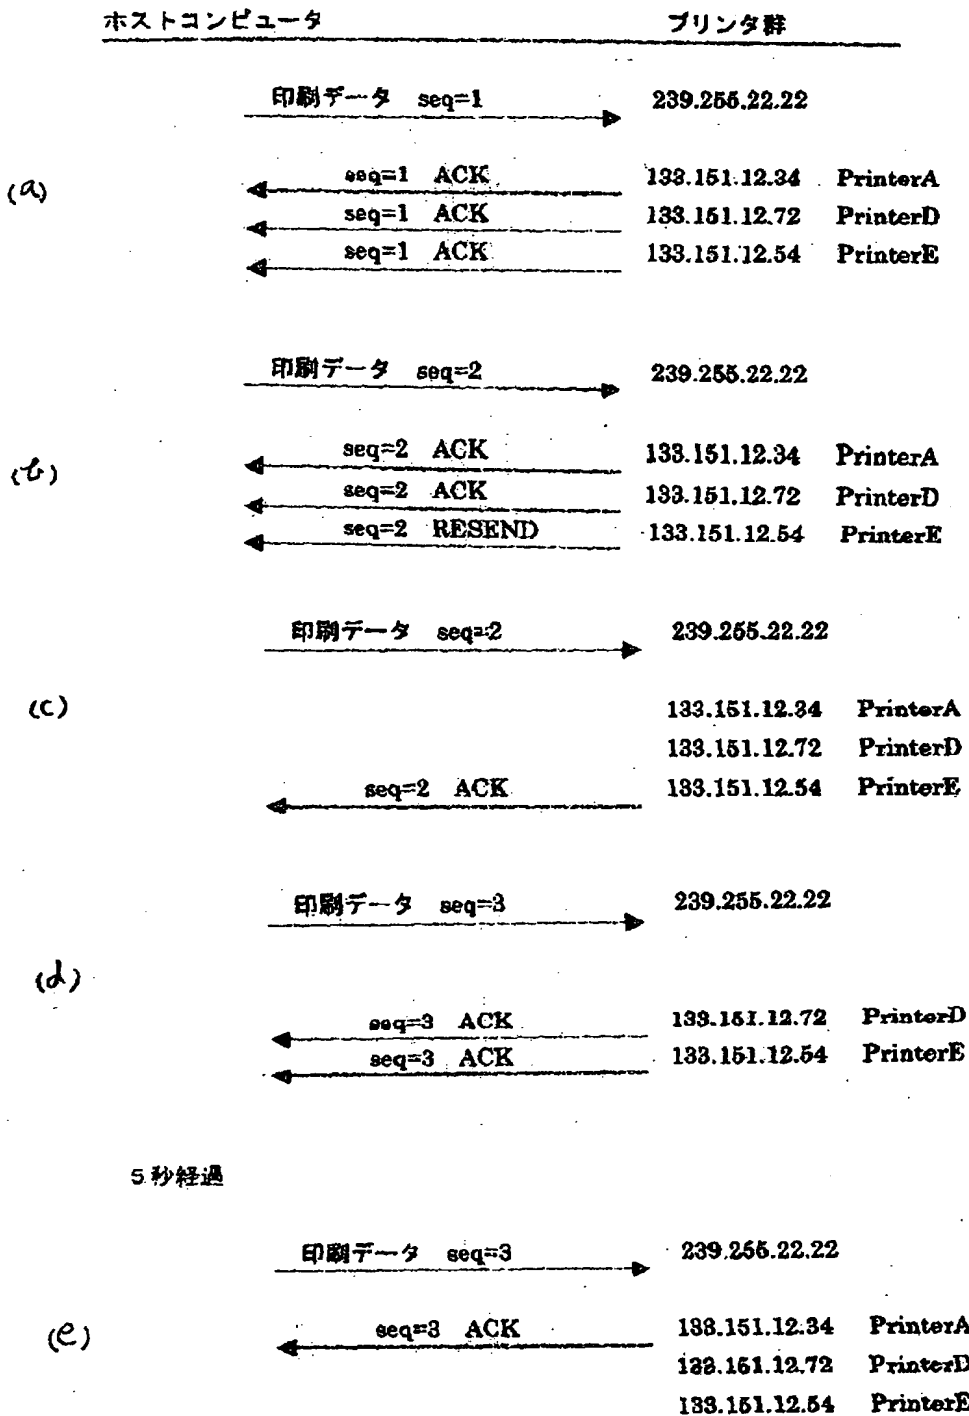 ホストコンピュータ プリンタ群
印刷データ seq=1 239.255.22.22
(a)
seq=1 ACK 133.151.12.34 PrinterA
seq=1 ACK 133.151.12.72 PrinterD
seq=1 ACK 133.151.12.54 PrinterE
印刷データ seq=2 239.255.22.22
(b)
seq=2 ACK 133.151.12.34 PrinterA
seq=2 ACK 133.151.12.72 PrinterD
seq=2 RESEND 133.151.12.54 PrinterE
印刷データ seq=2 239.255.22.22
(c)
133.151.12.34 PrinterA
133.151.12.72 PrinterD
seq=2 ACK 133.151.12.54 PrinterE
印刷データ seq=3 239.255.22.22
(d)
seq=3 ACK 133.151.12.72 PrinterD
seq=3 ACK 133.151.12.54 PrinterE
5秒経過
印刷データ seq=3 239.255.22.22
(e)
seq=3 ACK 133.151.12.34 PrinterA
133.151.12.72 PrinterD
133.151.12.54 PrinterE